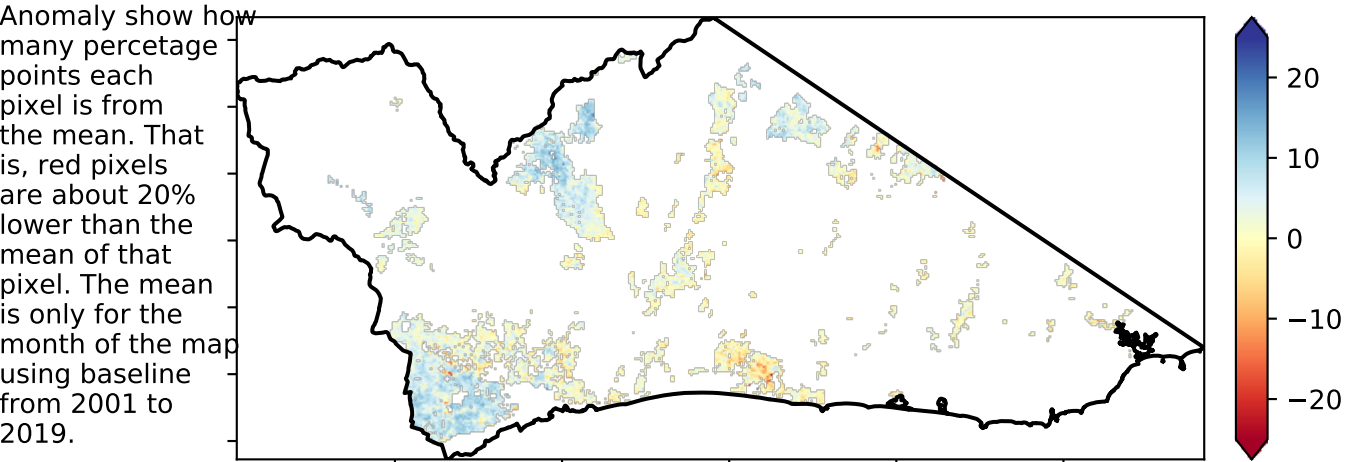 Anomaly show how
many percetage
points each
pixel is from
the mean. That
is, red pixels
are about 20%
lower than the
mean of that
pixel. The mean
is only for the
month of the map
using baseline
from 2001 to
2019.
20
10
0
−10
−20